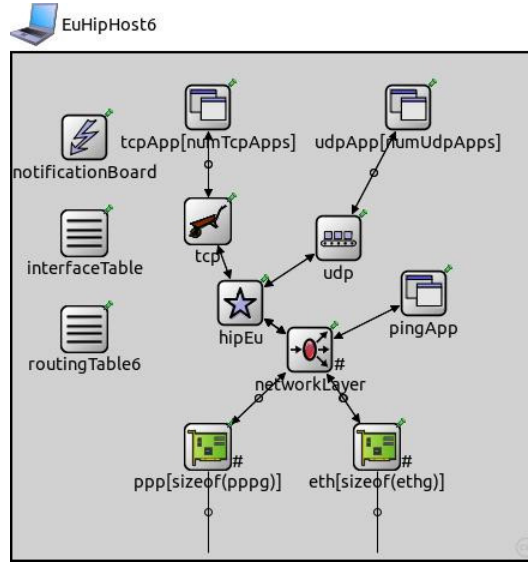 EuHipHost6
tcpApp[numTcpApps]
udpApp[numUdpApps]
notificationBoard
interfaceTable
tcp
udp
routingTable6
hipEu
pingApp
#
networkLayer
#
#
ppp[sizeof(pppg)]
eth[sizeof(ethg)]